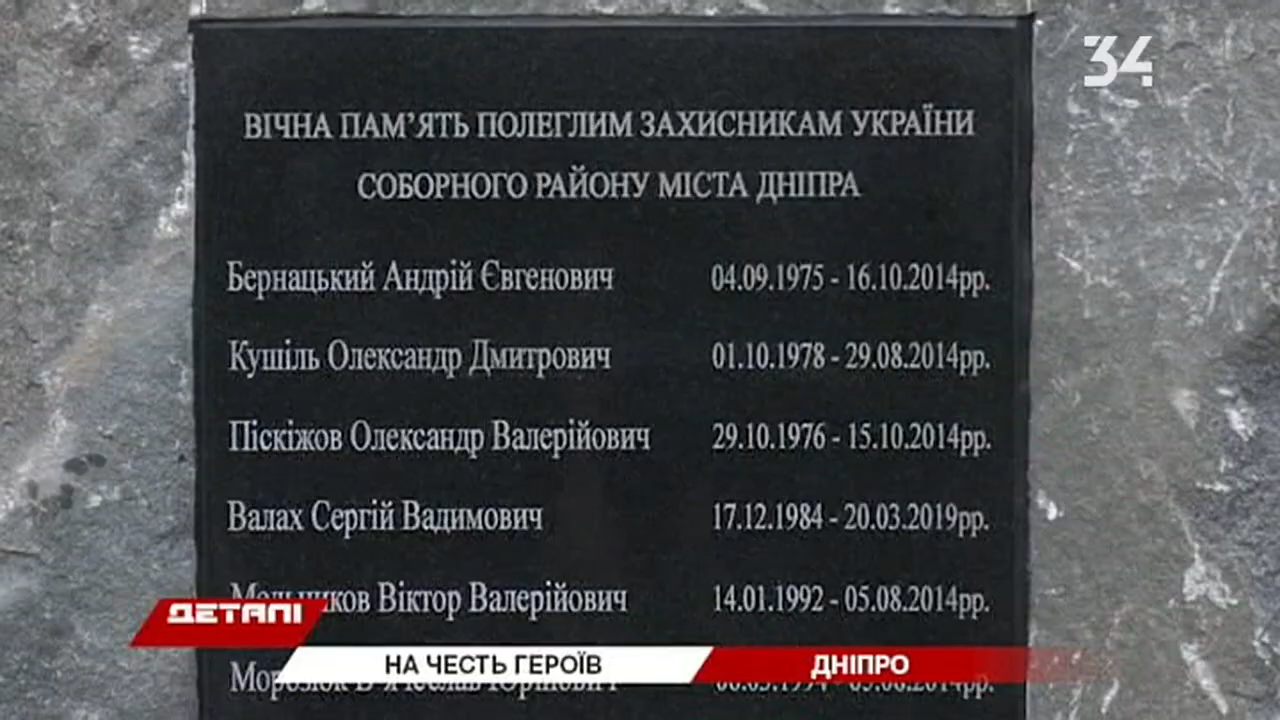 34
ВІЧНА ПАМ’ЯТЬ ПОЛЕГЛИМ ЗАХИСНИКАМ УКРАЇНИ
СОБОРНОГО РАЙОНУ МІСТА ДНІПРА
Бернацький Андрій Євгенович 04.09.1975 - 16.10.2014рр.
Кушіль Олександр Дмитрович 01.10.1978 - 29.08.2014рр.
Піскіжов Олександр Валерійович 29.10.1976 - 15.10.2014рр.
Валах Сергій Вадимович 17.12.1984 - 20.03.2019рр.
Віктор Валерійович 14.01.1992 - 05.08.2014рр.
ДЕТАЛІ
НА ЧЕСТЬ ГЕРОЇВ ДНІПРО